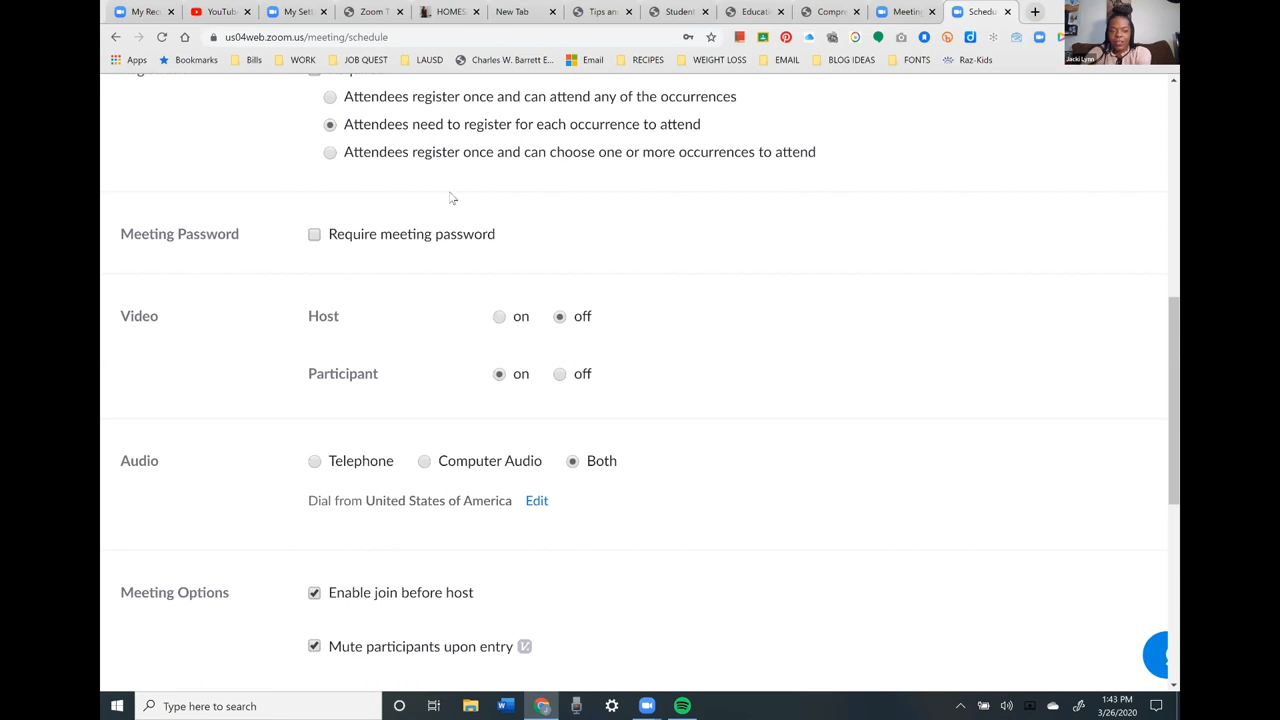 My Rec YouTub My Set Zoom T HOMES New Tab Tips an Student Educati Compre Meetin Schedu
us04web.zoom.us/meeting/schedule
Apps Bookmarks Bills WORK JOB QUEST LAUSD Charles W. Barrett E... Email RECIPES WEIGHT LOSS EMAIL BLOG IDEAS FONTS Raz-Kids
Jacki Lynn
Attendees register once and can attend any of the occurrences
Attendees need to register for each occurrence to attend
Attendees register once and can choose one or more occurrences to attend
Meeting Password Require meeting password
Video Host on off
Participant on off
Audio Telephone Computer Audio Both
Dial from United States of America Edit
Meeting Options Enable join before host
Mute participants upon entry
Type here to search
1:43 PM
3/26/2020